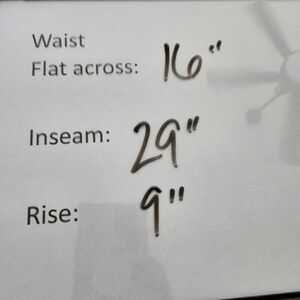 Waist
Flat across: 16"
Inseam: 29"
Rise: 9"